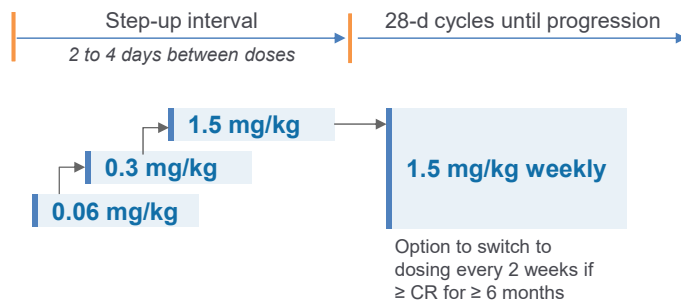 Step-up interval
28-d cycles until progression
2 to 4 days between doses
1.5 mg/kg
0.3 mg/kg
0.06 mg/kg
1.5 mg/kg weekly
Option to switch to
dosing every 2 weeks if
≥ CR for ≥ 6 months